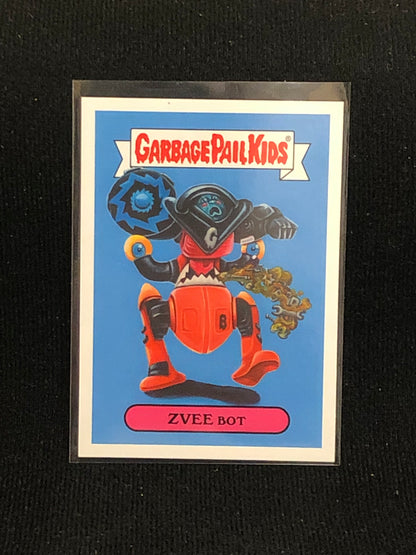 GARBAGE PAIL KIDS®
G
B
ZVEE BOT